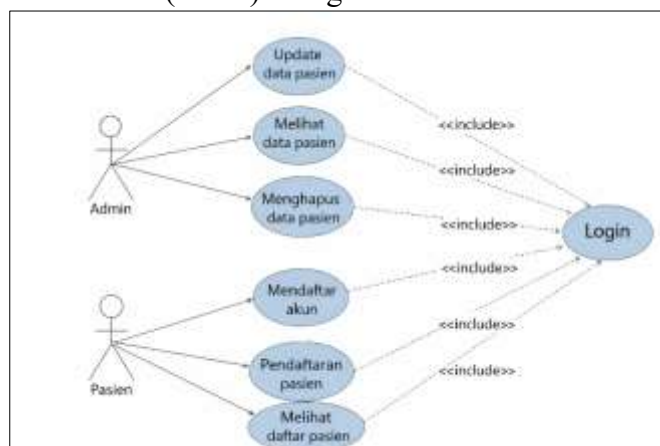 Update
data pasien
<<include>>
Melihat
data pasien
<<include>>
Admin
Menghapus
data pasien
<<include>>
Login
Mendaftar
akun
<<include>>
Pasien
Pendaftaran
pasien
<<include>>
Melihat
daftar pasien
<<include>>